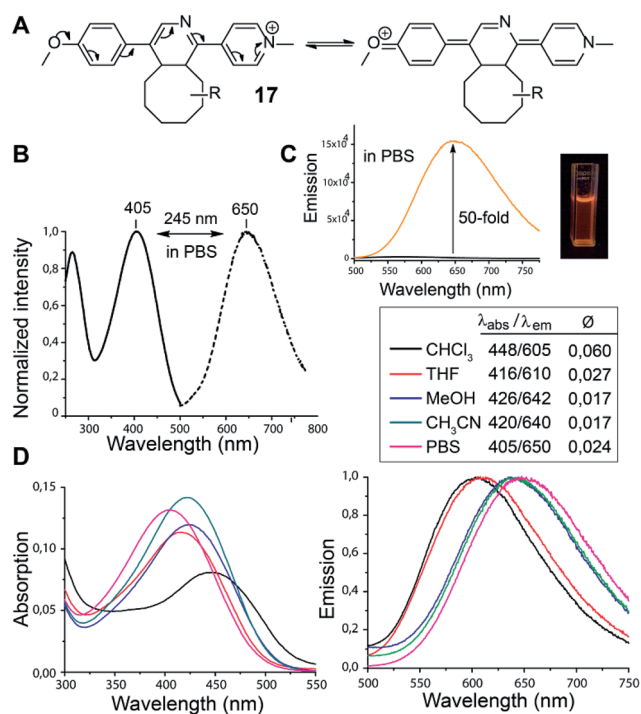 A
N
N
CH3
O
R
17
N
N
O
R
B
405
245 nm
650
in PBS
Normalized intensity
1,0
0,8
0,6
0,4
0,2
0
300
400
500
600
700
800
Wavelength (nm)
C
in PBS
Emission
15x10⁴
10x10⁴
5x10⁴
0
50-fold
500
550
600
650
700
750
Wavelength (nm)
λabs/λem Ø
CHCl3 448/605 0,060
THF 416/610 0,027
MeOH 426/642 0,017
CH3CN 420/640 0,017
PBS 405/650 0,024
D
Absorption
0,15
0,10
0,05
0,00
300
350
400
450
500
550
Wavelength (nm)
Emission
1,0
0,8
0,6
0,4
0,2
1,0
500
550
600
650
700
750
Wavelength (nm)